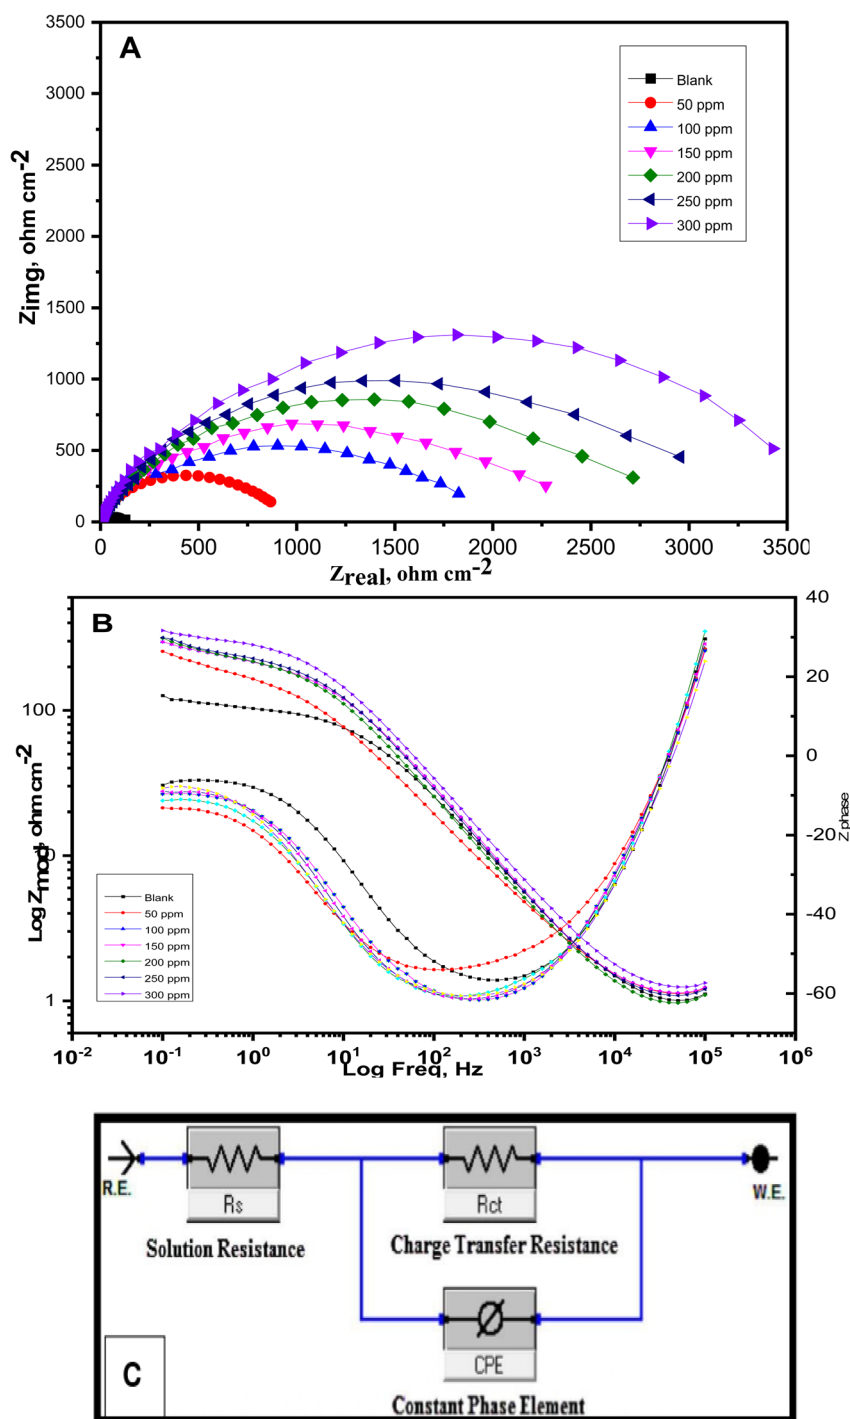 A
Blank
50 ppm
100 ppm
150 ppm
200 ppm
250 ppm
300 ppm
3500
3000
2500
2000
1500
1000
500
0
Zimg, ohm cm-2
0 500 1000 1500 2000 2500 3000 3500
Zreal, ohm cm-2
B
100
10
1
Log Zmod, ohm cm-2
40
20
0
-20
-40
-60
Z phase
Blank
50 ppm
100 ppm
150 ppm
200 ppm
250 ppm
300 ppm
10-2 10-1 100 101 102 103 104 105 106
Log Freq, Hz
R.E.
Rs
Solution Resistance
Rct
Charge Transfer Resistance
W.E.
CPE
Constant Phase Element
C